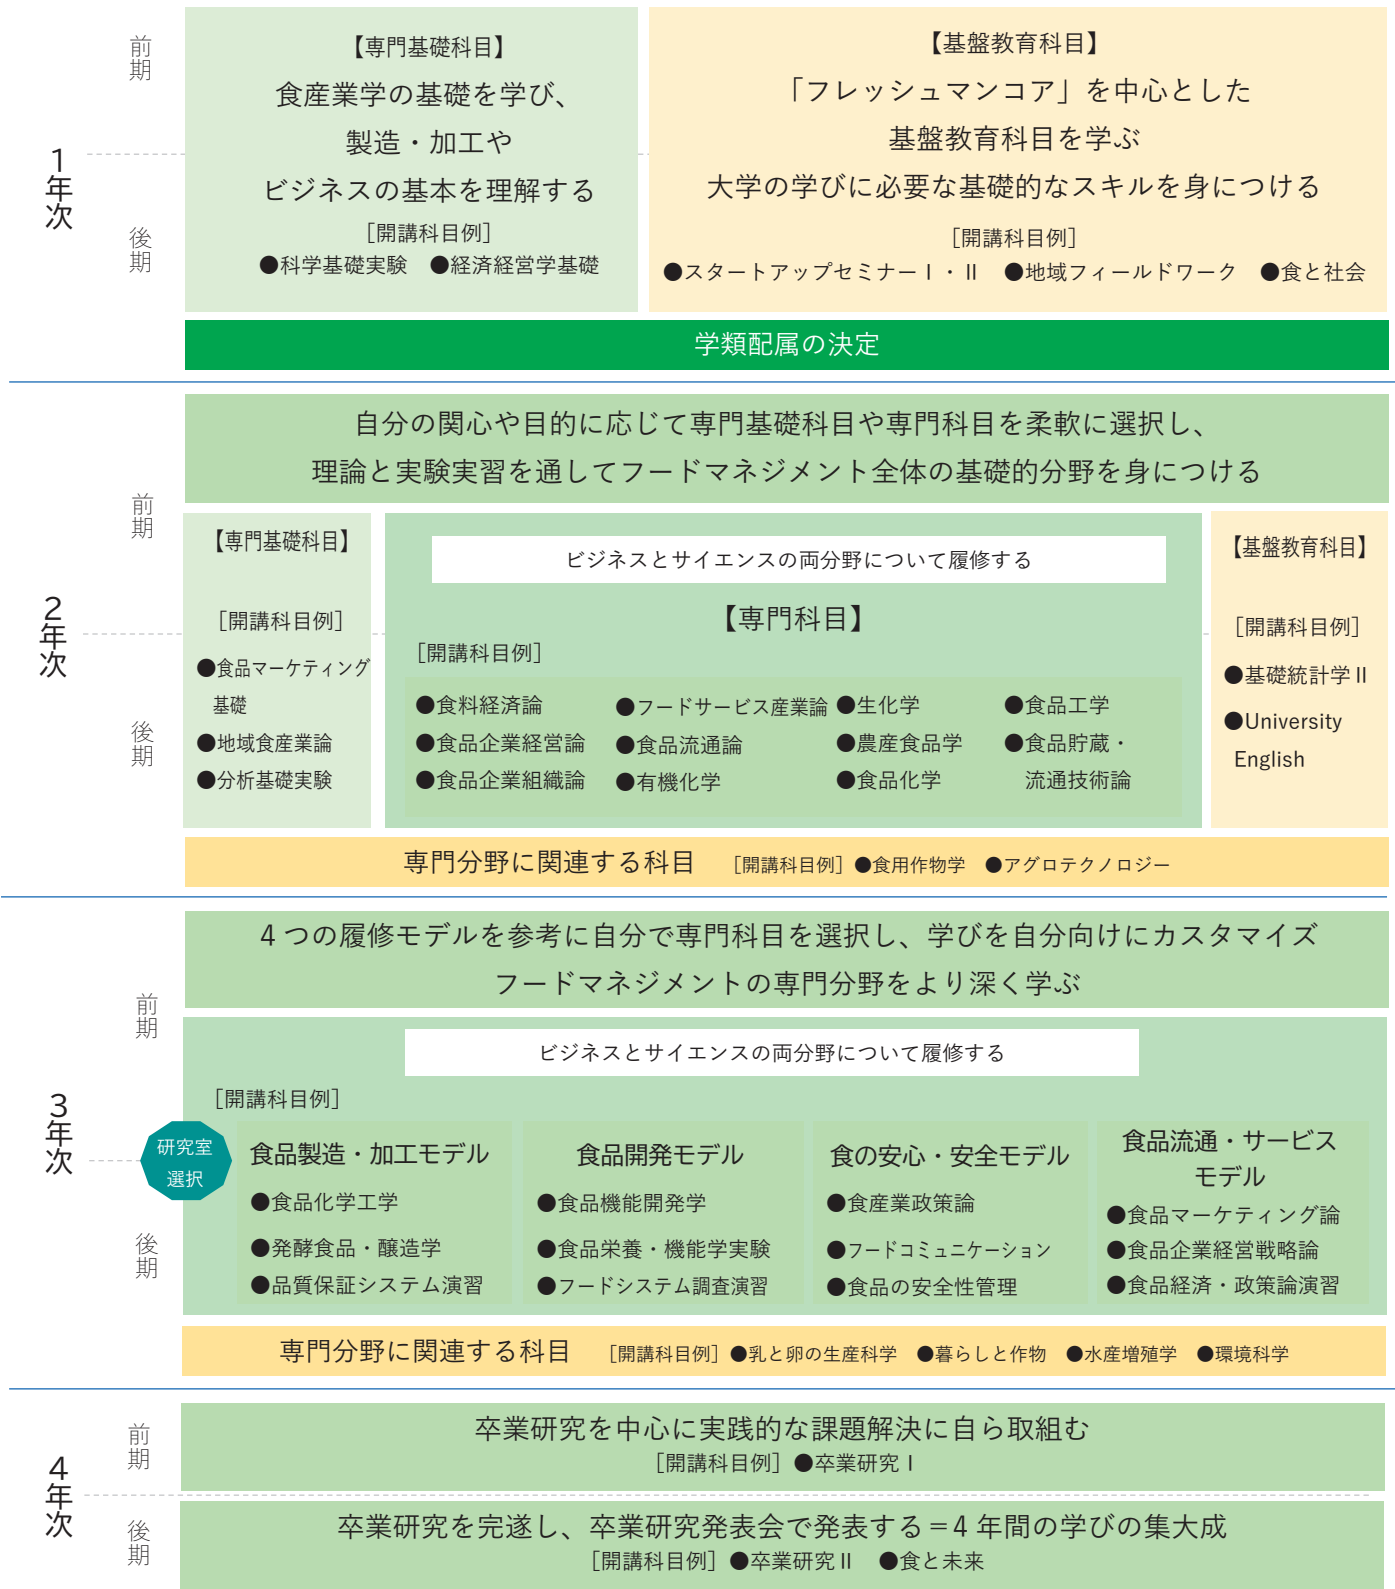 1年次
前期
後期
【専門基礎科目】
食産業学の基礎を学び、
製造・加工や
ビジネスの基本を理解する
［開講科目例］
●科学基礎実験　●経済経営学基礎
【基盤教育科目】
「フレッシュマンコア」を中心とした
基盤教育科目を学ぶ
大学の学びに必要な基礎的なスキルを身につける
［開講科目例］
●スタートアップセミナーⅠ・Ⅱ　●地域フィールドワーク　●食と社会
学類配属の決定
2年次
前期
後期
自分の関心や目的に応じて専門基礎科目や専門科目を柔軟に選択し、
理論と実験実習を通してフードマネジメント全体の基礎的分野を身につける
【専門基礎科目】
［開講科目例］
●食品マーケティング
基礎
●地域食産業論
●分析基礎実験
ビジネスとサイエンスの両分野について履修する
【専門科目】
［開講科目例］
●食料経済論
●食品企業経営論
●食品企業組織論
●フードサービス産業論
●食品流通論
●有機化学
●生化学
●農産食品学
●食品化学
●食品工学
●食品貯蔵・
流通技術論
【基盤教育科目】
［開講科目例］
●基礎統計学Ⅱ
●University
English
専門分野に関連する科目　［開講科目例］●食用作物学　●アグロテクノロジー
3年次
前期
後期
4つの履修モデルを参考に自分で専門科目を選択し、学びを自分向けにカスタマイズ
フードマネジメントの専門分野をより深く学ぶ
ビジネスとサイエンスの両分野について履修する
［開講科目例］
研究室
選択
食品製造・加工モデル
●食品化学工学
●発酵食品・醸造学
●品質保証システム演習
食品開発モデル
●食品機能開発学
●食品栄養・機能学実験
●フードシステム調査演習
食の安心・安全モデル
●食産業政策論
●フードコミュニケーション
●食品の安全性管理
食品流通・サービス
モデル
●食品マーケティング論
●食品企業経営戦略論
●食品経済・政策論演習
専門分野に関連する科目　［開講科目例］●乳と卵の生産科学　●暮らしと作物　●水産増殖学　●環境科学
4年次
前期
後期
卒業研究を中心に実践的な課題解決に自ら取組む
［開講科目例］●卒業研究Ⅰ
卒業研究を完遂し、卒業研究発表会で発表する＝4年間の学びの集大成
［開講科目例］●卒業研究Ⅱ　●食と未来